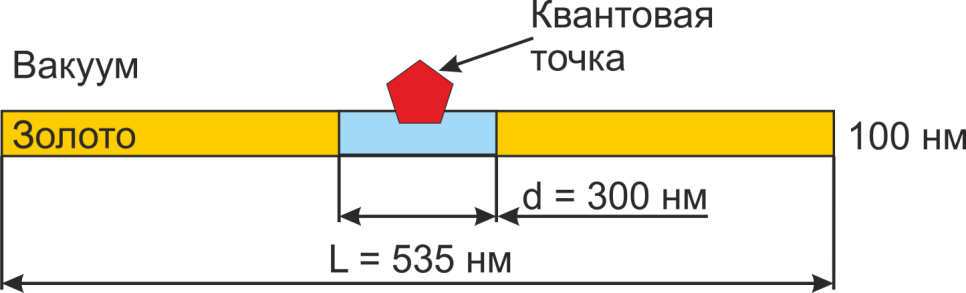 Квантовая
точка
Вакуум
Золото
100 нм
d = 300 нм
L = 535 нм